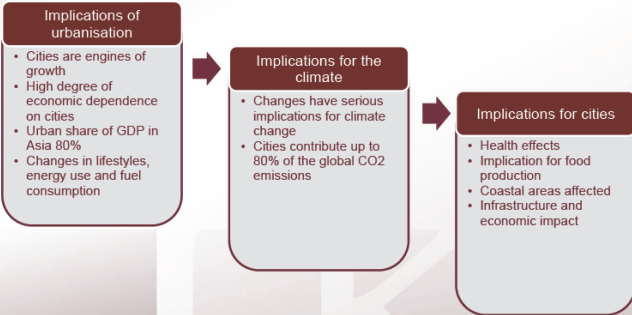 Implications of
urbanisation
• Cities are engines of
growth
• High degree of
economic dependence
on cities
• Urban share of GDP in
Asia 80%
• Changes in lifestyles,
energy use and fuel
consumption
Implications for the
climate
• Changes have serious
implications for climate
change
• Cities contribute up to
80% of the global CO2
emissions
Implications for cities
• Health effects
• Implication for food
production
• Coastal areas affected
• Infrastructure and
economic impact